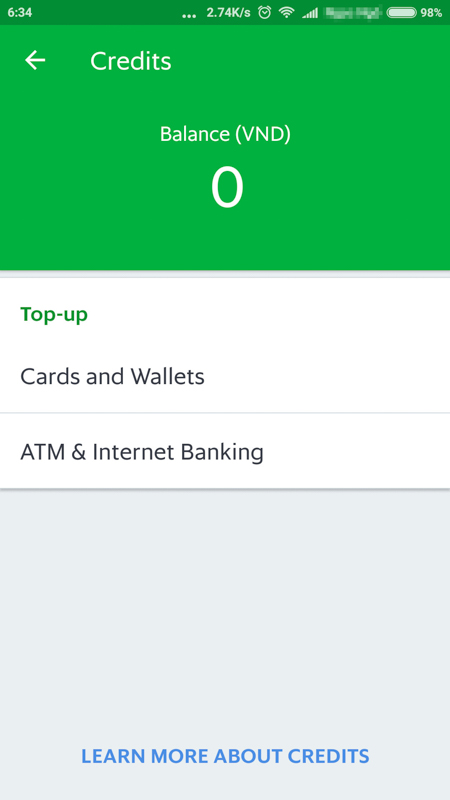 6:34 ... 2.74K/s 98%
Credits
Balance (VND)
0
Top-up
Cards and Wallets
ATM & Internet Banking
LEARN MORE ABOUT CREDITS